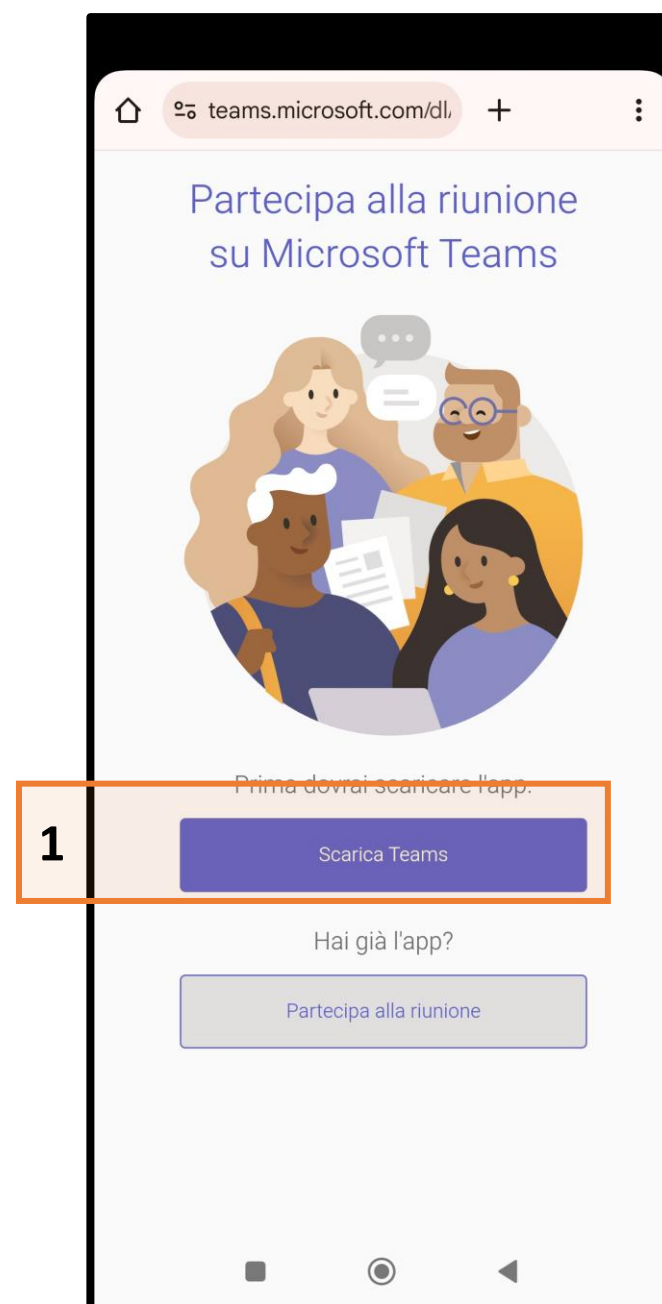 teams.microsoft.com/dl/
Partecipa alla riunione
su Microsoft Teams
Prima dovrai scaricare l'app.
1
Scarica Teams
Hai già l'app?
Partecipa alla riunione